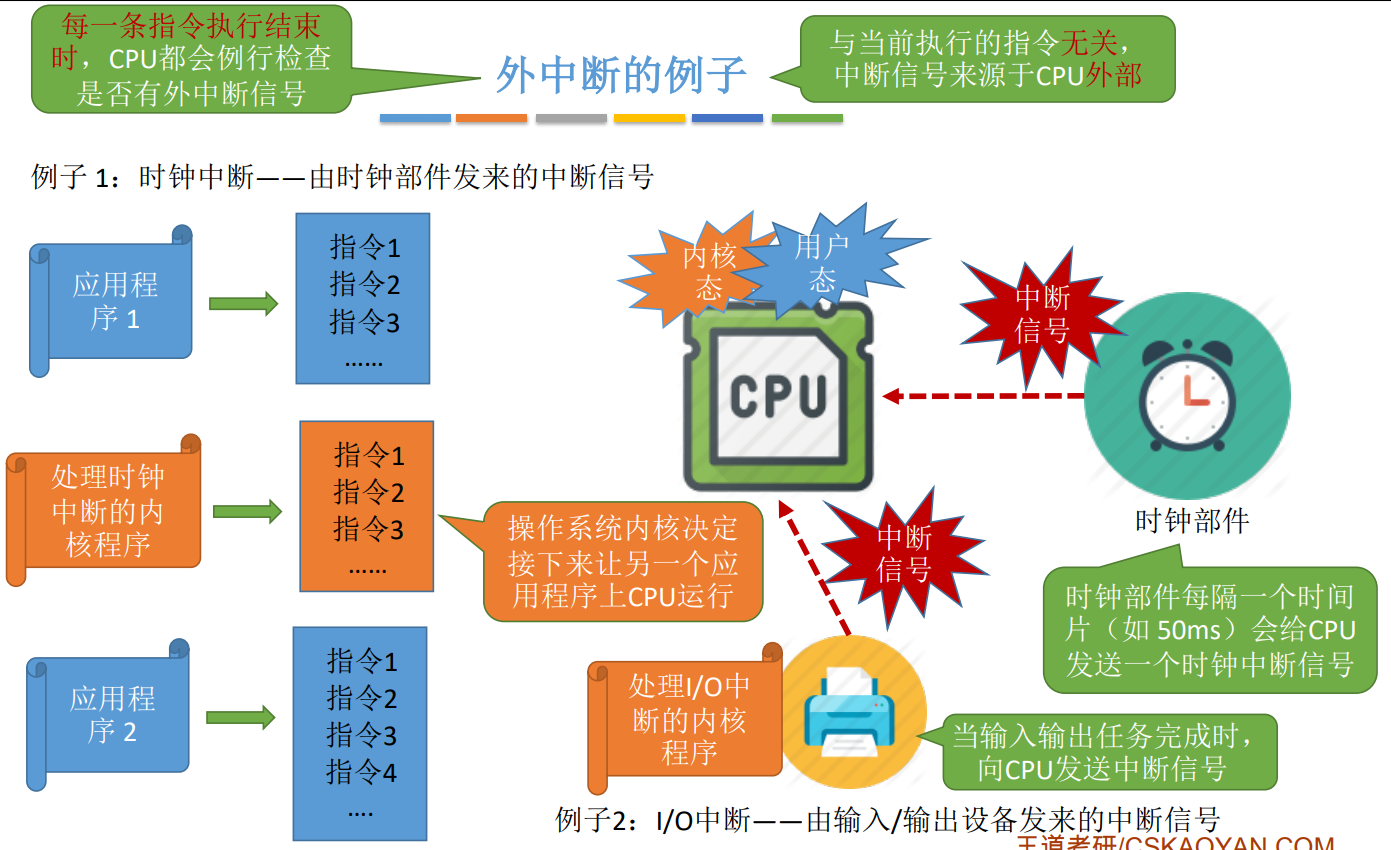 每一条指令执行结束
时，CPU都会例行检查
是否有外中断信号
外中断的例子
与当前执行的指令无关，
中断信号来源于CPU外部
例子 1：时钟中断——由时钟部件发来的中断信号
应用程
序 1
指令1
指令2
指令3
……
内核
态
用户
态
CPU
中断
信号
时钟部件
处理时钟
中断的内
核程序
指令1
指令2
指令3
……
操作系统内核决定
接下来让另一个应
用程序上CPU运行
中断
信号
时钟部件每隔一个时间
片（如 50ms）会给CPU
发送一个时钟中断信号
应用程
序 2
指令1
指令2
指令3
指令4
….
处理I/O中
断的内核
程序
当输入输出任务完成时，
向CPU发送中断信号
例子2：I/O中断——由输入/输出设备发来的中断信号
王道考研/CSKAOYAN.COM